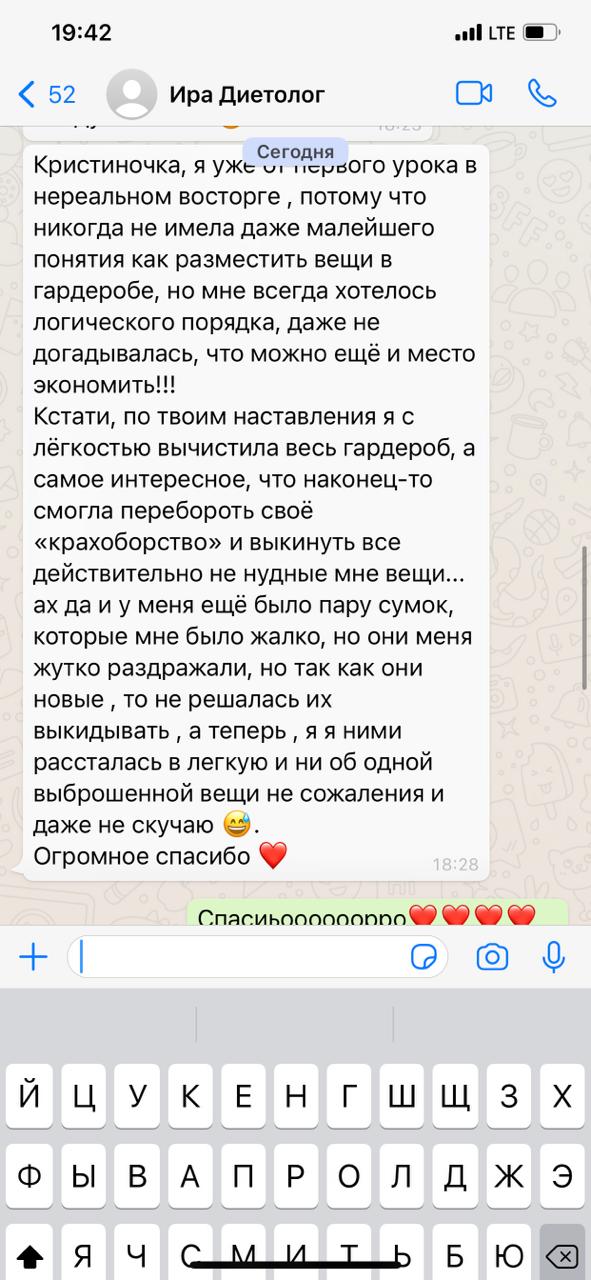 19:42
LTE
52
Ира Диетолог
Сегодня
Кристиночка, я уже от первого урока в
нереальном восторге , потому что
никогда не имела даже малейшего
понятия как разместить вещи в
гардеробе, но мне всегда хотелось
логического порядка, даже не
догадывалась, что можно ещё и место
экономить!!!
Кстати, по твоим наставления я с
лёгкостью вычистила весь гардероб, а
самое интересное, что наконец-то
смогла перебороть своё
«крахоборство» и выкинуть все
действительно не нудные мне вещи...
ах да и у меня ещё было пару сумок,
которые мне было жалко, но они меня
жутко раздражали, но так как они
новые , то не решалась их
выкидывать , а теперь , я я ними
рассталась в легкую и ни об одной
выброшенной вещи не сожаления и
даже не скучаю 😅.
Огромное спасибо ❤️
18:28
Спасиьооооооррo❤️❤️❤️❤️
Й Ц У К Е Н Г Ш Щ З Х
Ф Ы В А П Р О Л Д Ж Э
Я Ч С М И Т Ь Б Ю